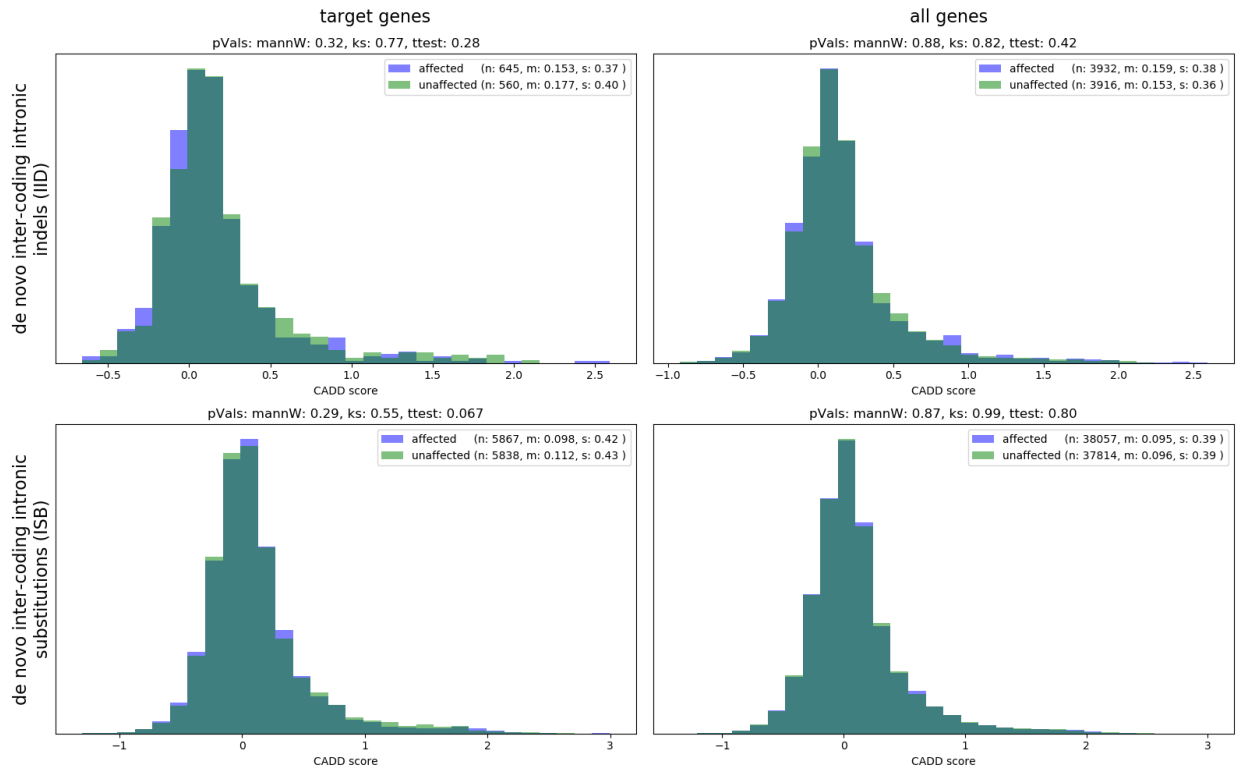 target genes
all genes
de novo inter-coding intronic
indels (IID)
pVals: mannW: 0.32, ks: 0.77, ttest: 0.28
affected (n: 645, m: 0.153, s: 0.37 )
unaffected (n: 560, m: 0.177, s: 0.40 )
−0.5 0.0 0.5 1.0 1.5 2.0 2.5
CADD score
pVals: mannW: 0.88, ks: 0.82, ttest: 0.42
affected (n: 3932, m: 0.159, s: 0.38 )
unaffected (n: 3916, m: 0.153, s: 0.36 )
−1.0 −0.5 0.0 0.5 1.0 1.5 2.0 2.5
CADD score
de novo inter-coding intronic
substitutions (ISB)
pVals: mannW: 0.29, ks: 0.55, ttest: 0.067
affected (n: 5867, m: 0.098, s: 0.42 )
unaffected (n: 5838, m: 0.112, s: 0.43 )
−1 0 1 2 3
CADD score
pVals: mannW: 0.87, ks: 0.99, ttest: 0.80
affected (n: 38057, m: 0.095, s: 0.39 )
unaffected (n: 37814, m: 0.096, s: 0.39 )
−1 0 1 2 3
CADD score